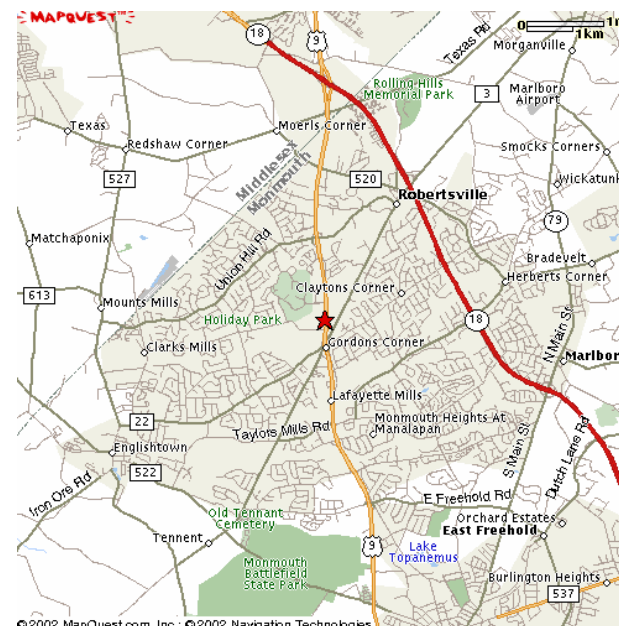 MAPQUEST
18
9
Texas Rd
0
1km
Morganville
Rolling Hills
Memorial Park
3
Marlboro
Airport
Texas
Moerls Corner
Redshaw Corner
Smocks Corners
527
Middlesex
Monmouth
520
Wickatunk
Robertsville
79
Matchaponix
Union Hill Rd
Bradevelt
Herberts Corner
613
Claytons Corner
Mounts Mills
Holiday Park
18
N Main St
Clarks Mills
Gordons Corner
Marlbor
Lafayette Mills
22
Taylors Mills Rd
Monmouth Heights At
Manalapan
S Main St
Dutch Lane Rd
Englishtown
522
Iron Ore Rd
E Freehold Rd
Old Tennant
Cemetery
Orchard Estates
East Freehold
Tennent
9
Lake
Topanemus
Monmouth
Battlefield
State Park
Burlington Heights
537
©2002 MapQuest.com, Inc.; ©2002 Navigation Technologies